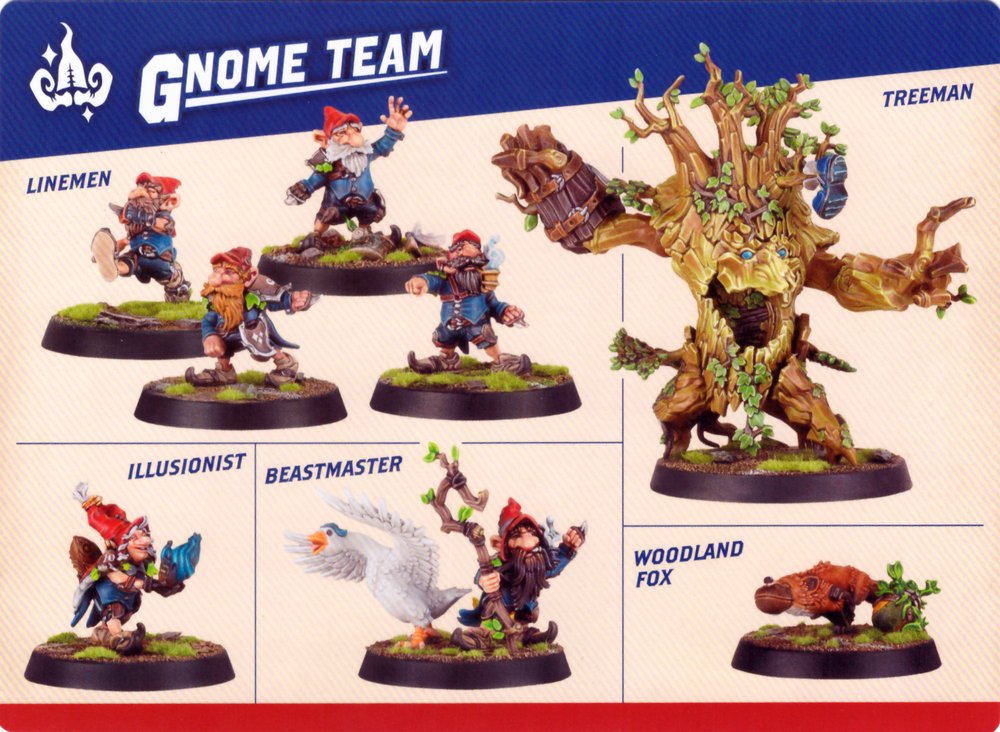 GNOME TEAM
LINEMEN
TREEMAN
ILLUSIONIST
BEASTMASTER
WOODLAND
FOX